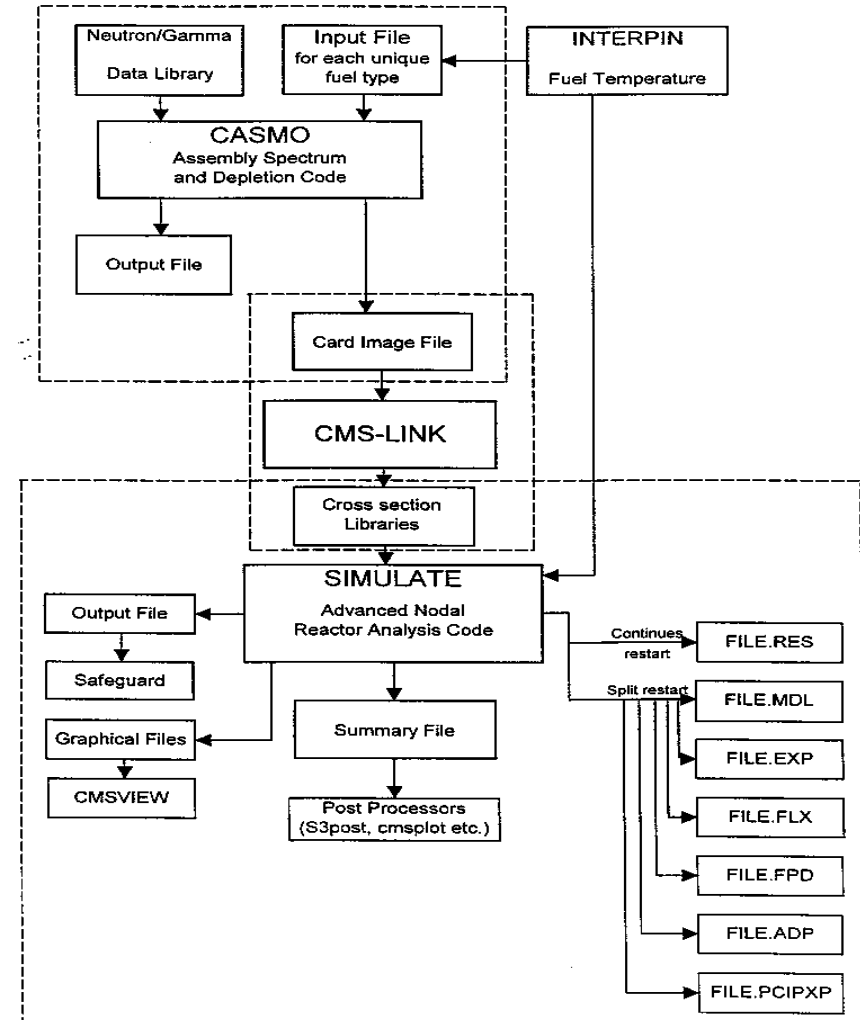 Neutron/Gamma
Data Library
Input File
for each unique
fuel type
INTERPIN
Fuel Temperature
CASMO
Assembly Spectrum
and Depletion Code
Output File
Card Image File
CMS-LINK
Cross section
Libraries
SIMULATE
Advanced Nodal
Reactor Analysis Code
Output File
Safeguard
Graphical Files
CMSVIEW
Summary File
Post Processors
(S3post, cmsplot etc.)
Continues
restart
Split restart
FILE.RES
FILE.MDL
FILE.EXP
FILE.FLX
FILE.FPD
FILE.ADP
FILE.PCIPXP